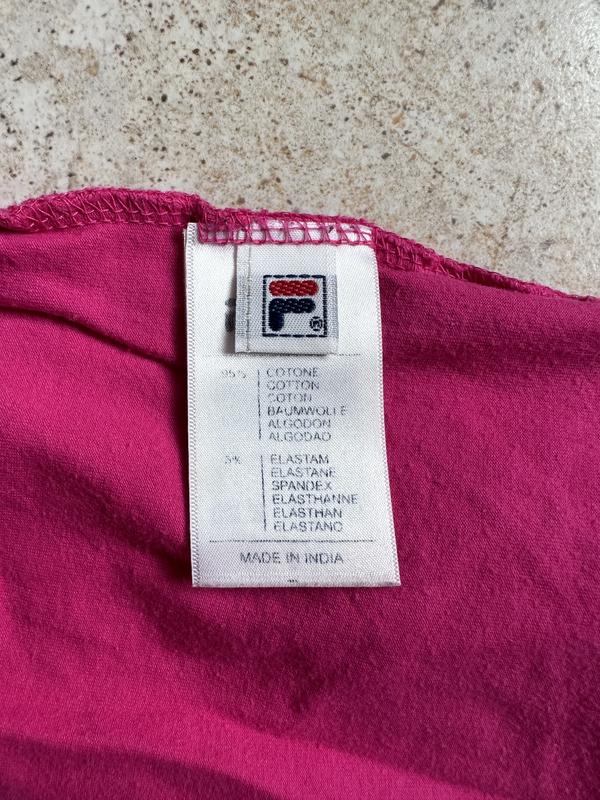 F ®
95% COTONE
COTTON
COTON
BAUMWOLLE
ALGODON
ALGODAO
5% ELASTAM
ELASTANE
SPANDEX
ELASTHANNE
ELASTHAN
ELASTANO
MADE IN INDIA